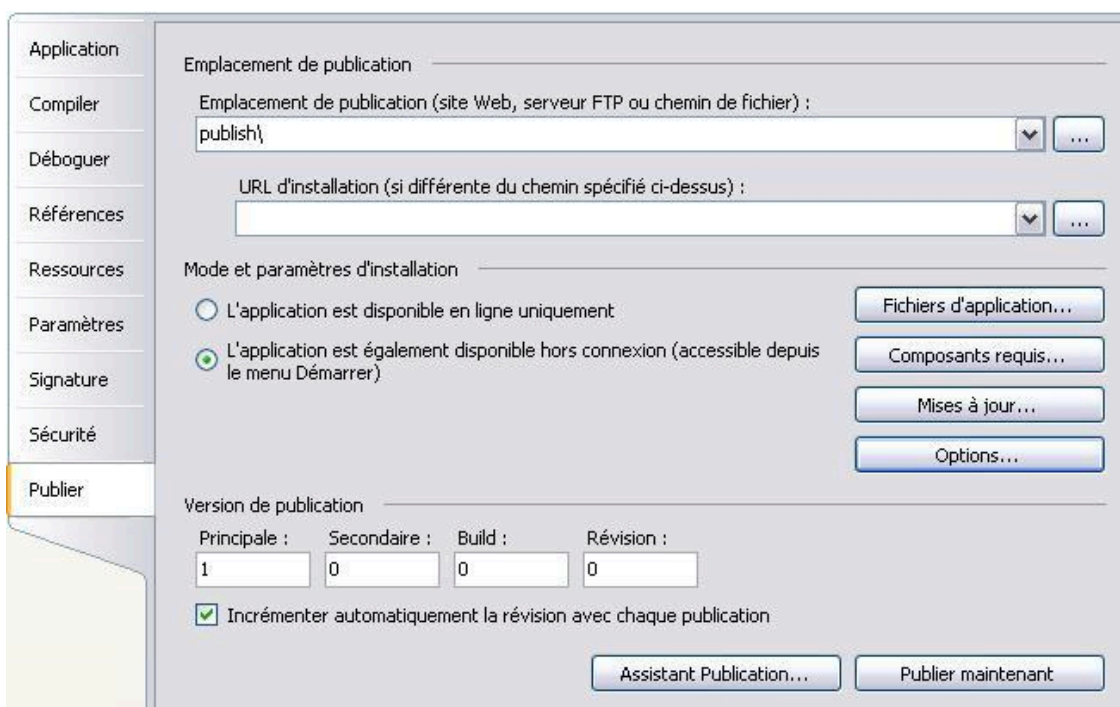 Application
Compiler
Déboguer
Références
Ressources
Paramètres
Signature
Sécurité
Publier
Emplacement de publication
Emplacement de publication (site Web, serveur FTP ou chemin de fichier) :
publish\
...
URL d'installation (si différente du chemin spécifié ci-dessus) :
...
Mode et paramètres d'installation
L'application est disponible en ligne uniquement
L'application est également disponible hors connexion (accessible depuis
le menu Démarrer)
Fichiers d'application...
Composants requis...
Mises à jour...
Options...
Version de publication
Principale : Secondaire : Build : Révision :
1 0 0 0
Incrémenter automatiquement la révision avec chaque publication
Assistant Publication... Publier maintenant